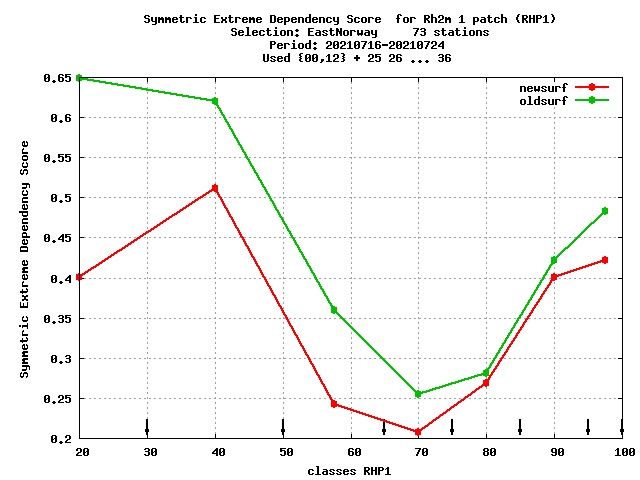 Symmetric Extreme Dependency Score  for Rh2m 1 patch (RHP1)
Selection: EastNorway     73 stations
Period: 20210716-20210724
Used {00,12} + 25 26 ... 36
newsurf
oldsurf
Symmetric Extreme Dependency Score
0.65
0.6
0.55
0.5
0.45
0.4
0.35
0.3
0.25
0.2
20 30 40 50 60 70 80 90 100
classes RHP1